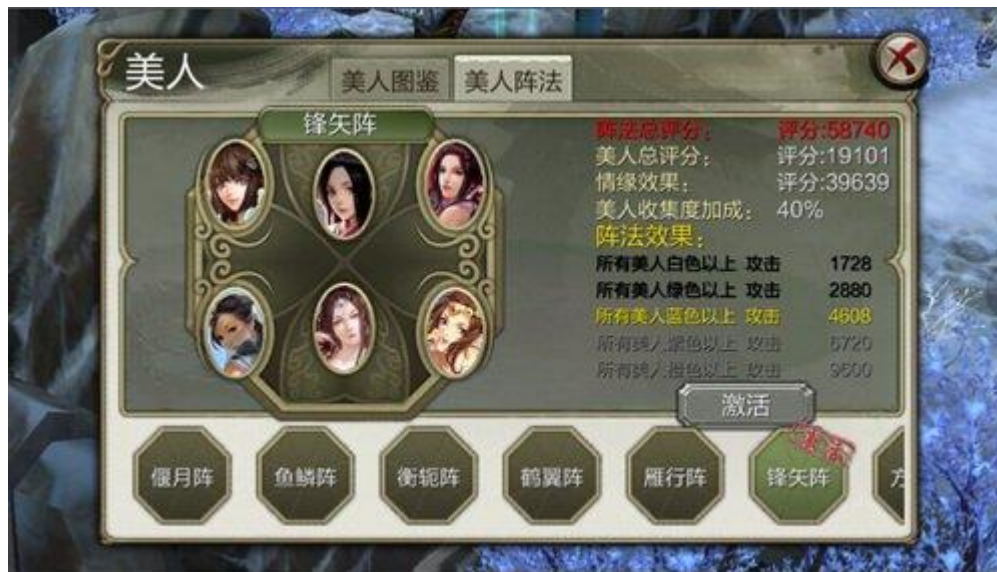 美人
美人图鉴 美人阵法
锋矢阵
阵法总评分： 评分:58740
美人总评分： 评分:19101
情缘效果： 评分:39639
美人收集度加成： 40%
阵法效果：
所有美人白色以上 攻击 1728
所有美人绿色以上 攻击 2880
所有美人蓝色以上 攻击 4608
所有美人紫色以上 攻击 6720
所有美人橙色以上 攻击 9600
激活
偃月阵 鱼鳞阵 衡轭阵 鹤翼阵 雁行阵 锋矢阵 方